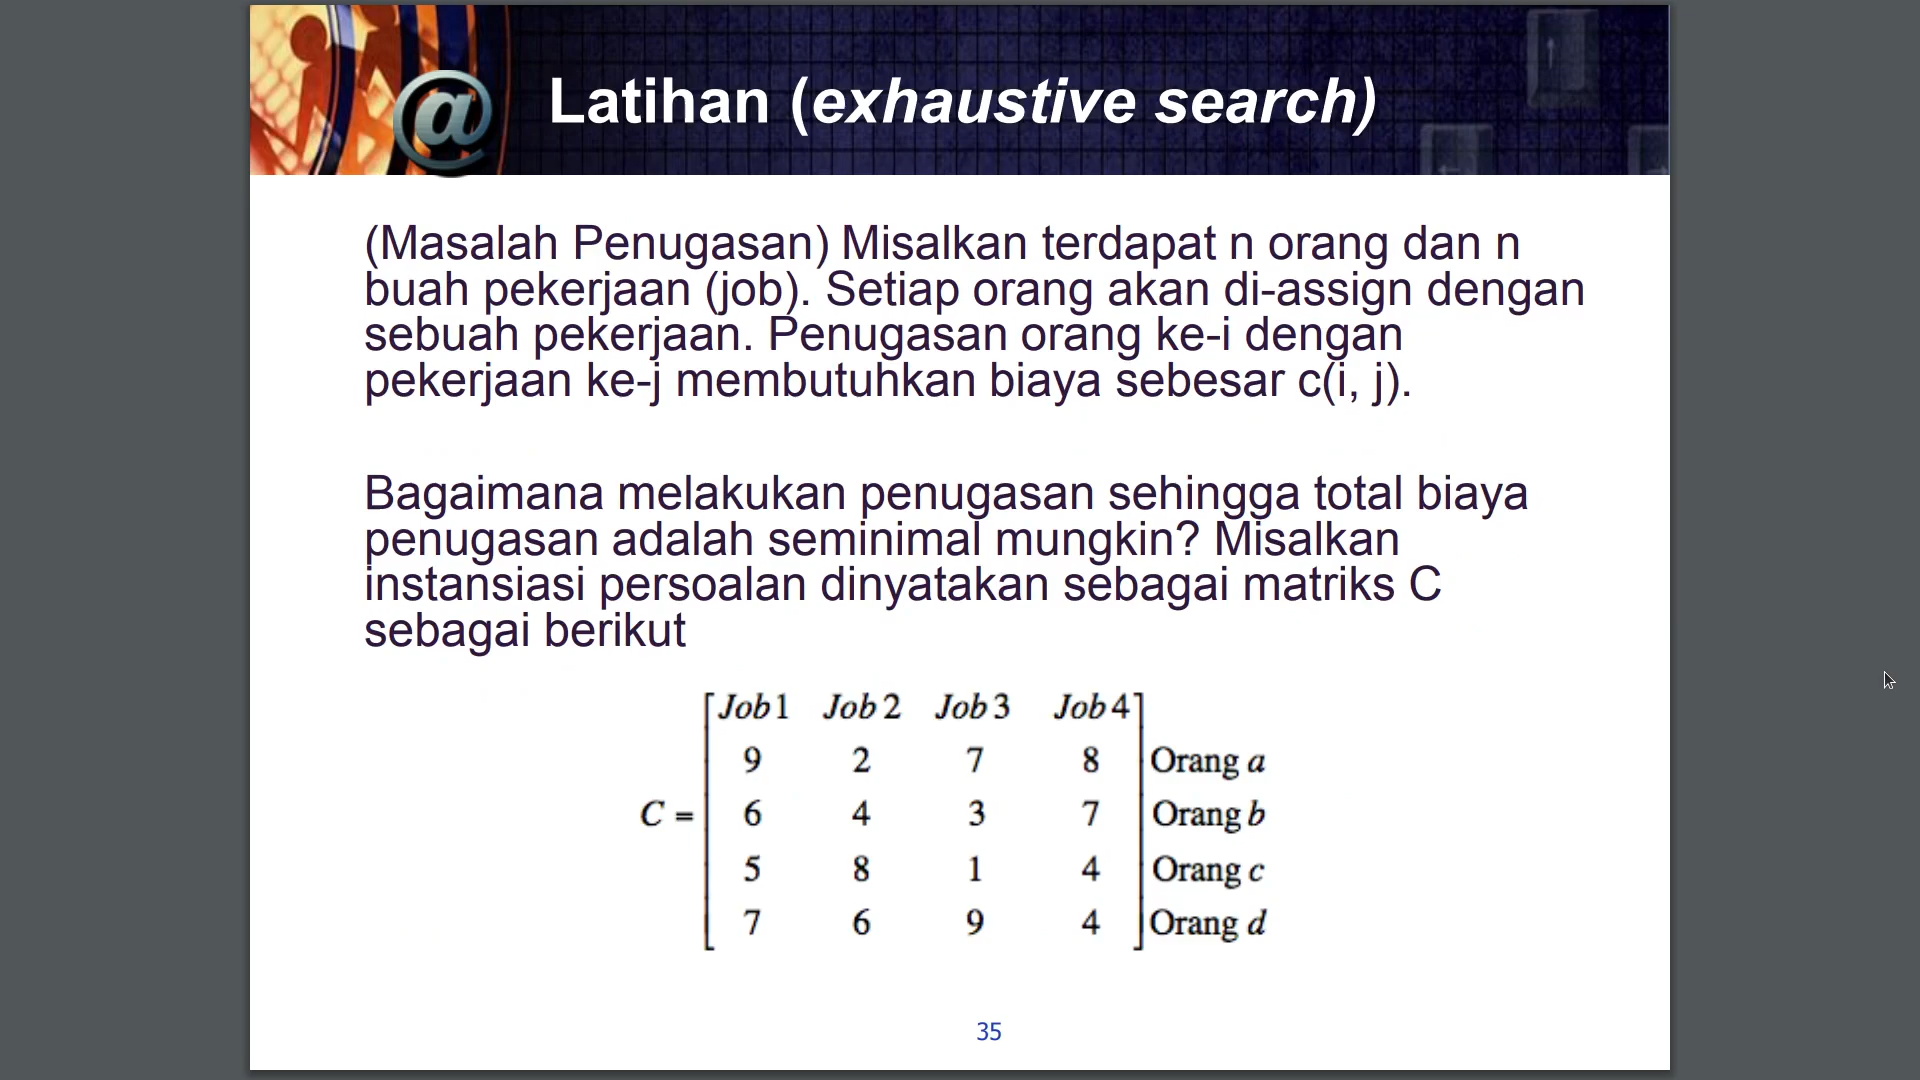 Latihan (exhaustive search)
(Masalah Penugasan) Misalkan terdapat n orang dan n
buah pekerjaan (job). Setiap orang akan di-assign dengan
sebuah pekerjaan. Penugasan orang ke-i dengan
pekerjaan ke-j membutuhkan biaya sebesar c(i, j).
Bagaimana melakukan penugasan sehingga total biaya
penugasan adalah seminimal mungkin? Misalkan
instansiasi persoalan dinyatakan sebagai matriks C
sebagai berikut
Job 1 Job 2 Job 3 Job 4
9 2 7 8 Orang a
C = 6 4 3 7 Orang b
5 8 1 4 Orang c
7 6 9 4 Orang d
35